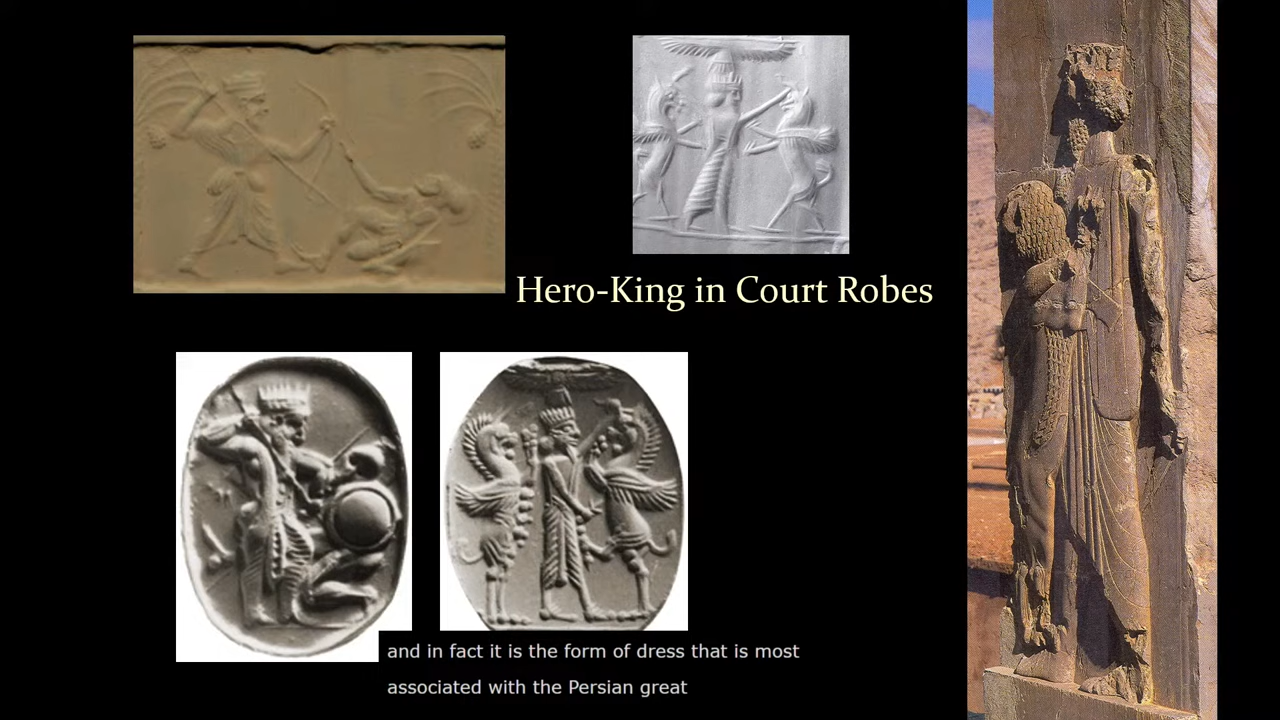 Hero-King in Court Robes
and in fact it is the form of dress that is most
associated with the Persian great